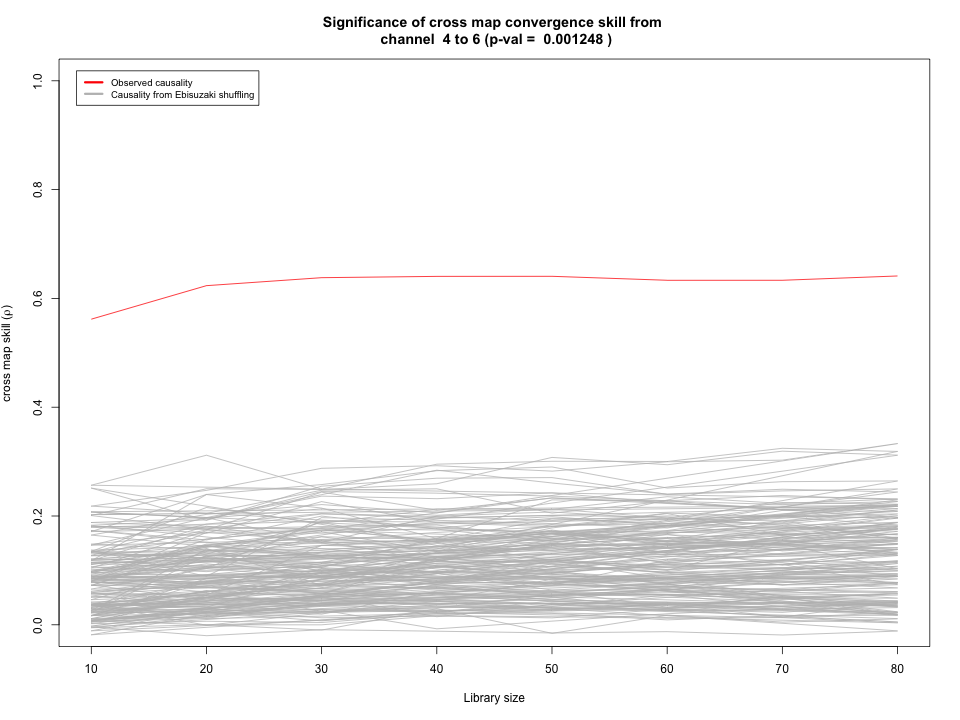 Significance of cross map convergence skill from
channel  4 to 6 (p-val =  0.001248 )
Observed causality
Causality from Ebisuzaki shuffling
1.0
0.8
0.6
0.4
0.2
0.0
cross map skill (ρ)
10 20 30 40 50 60 70 80
Library size